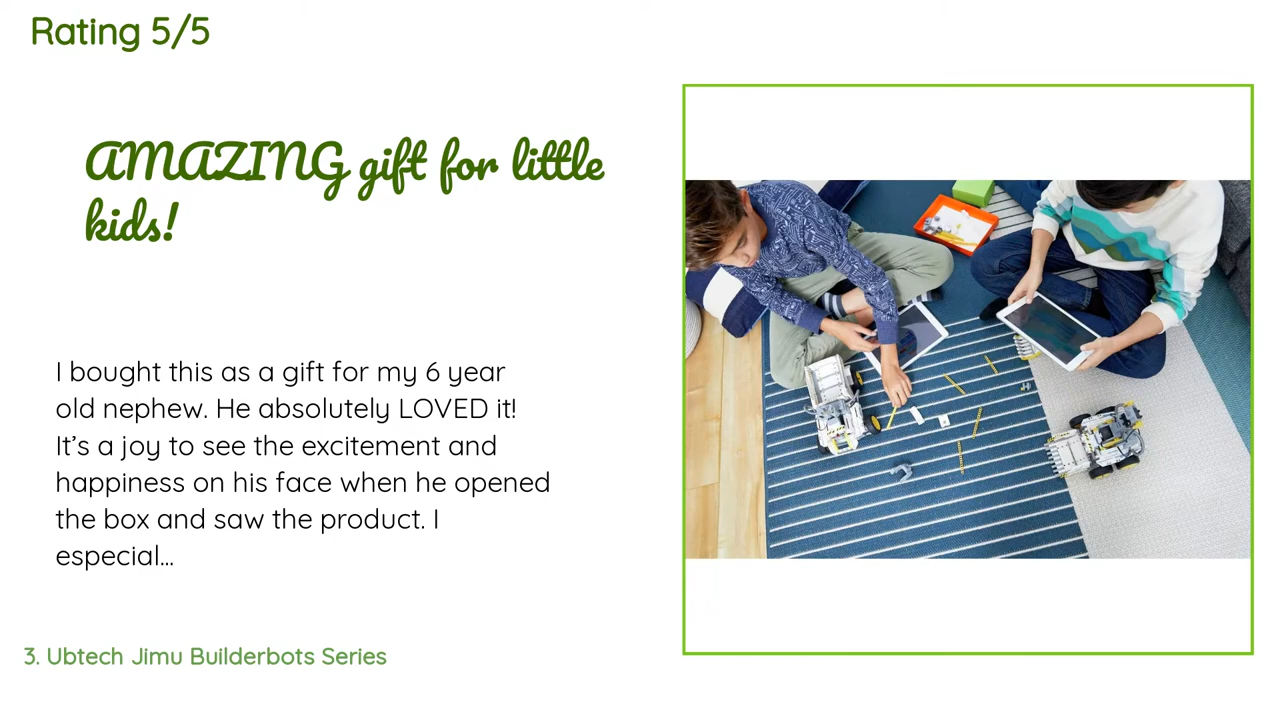 Rating 5/5
AMAZING gift for little
kids!
I bought this as a gift for my 6 year
old nephew. He absolutely LOVED it!
It’s a joy to see the excitement and
happiness on his face when he opened
the box and saw the product. I
especial...
3. Ubtech Jimu Builderbots Series